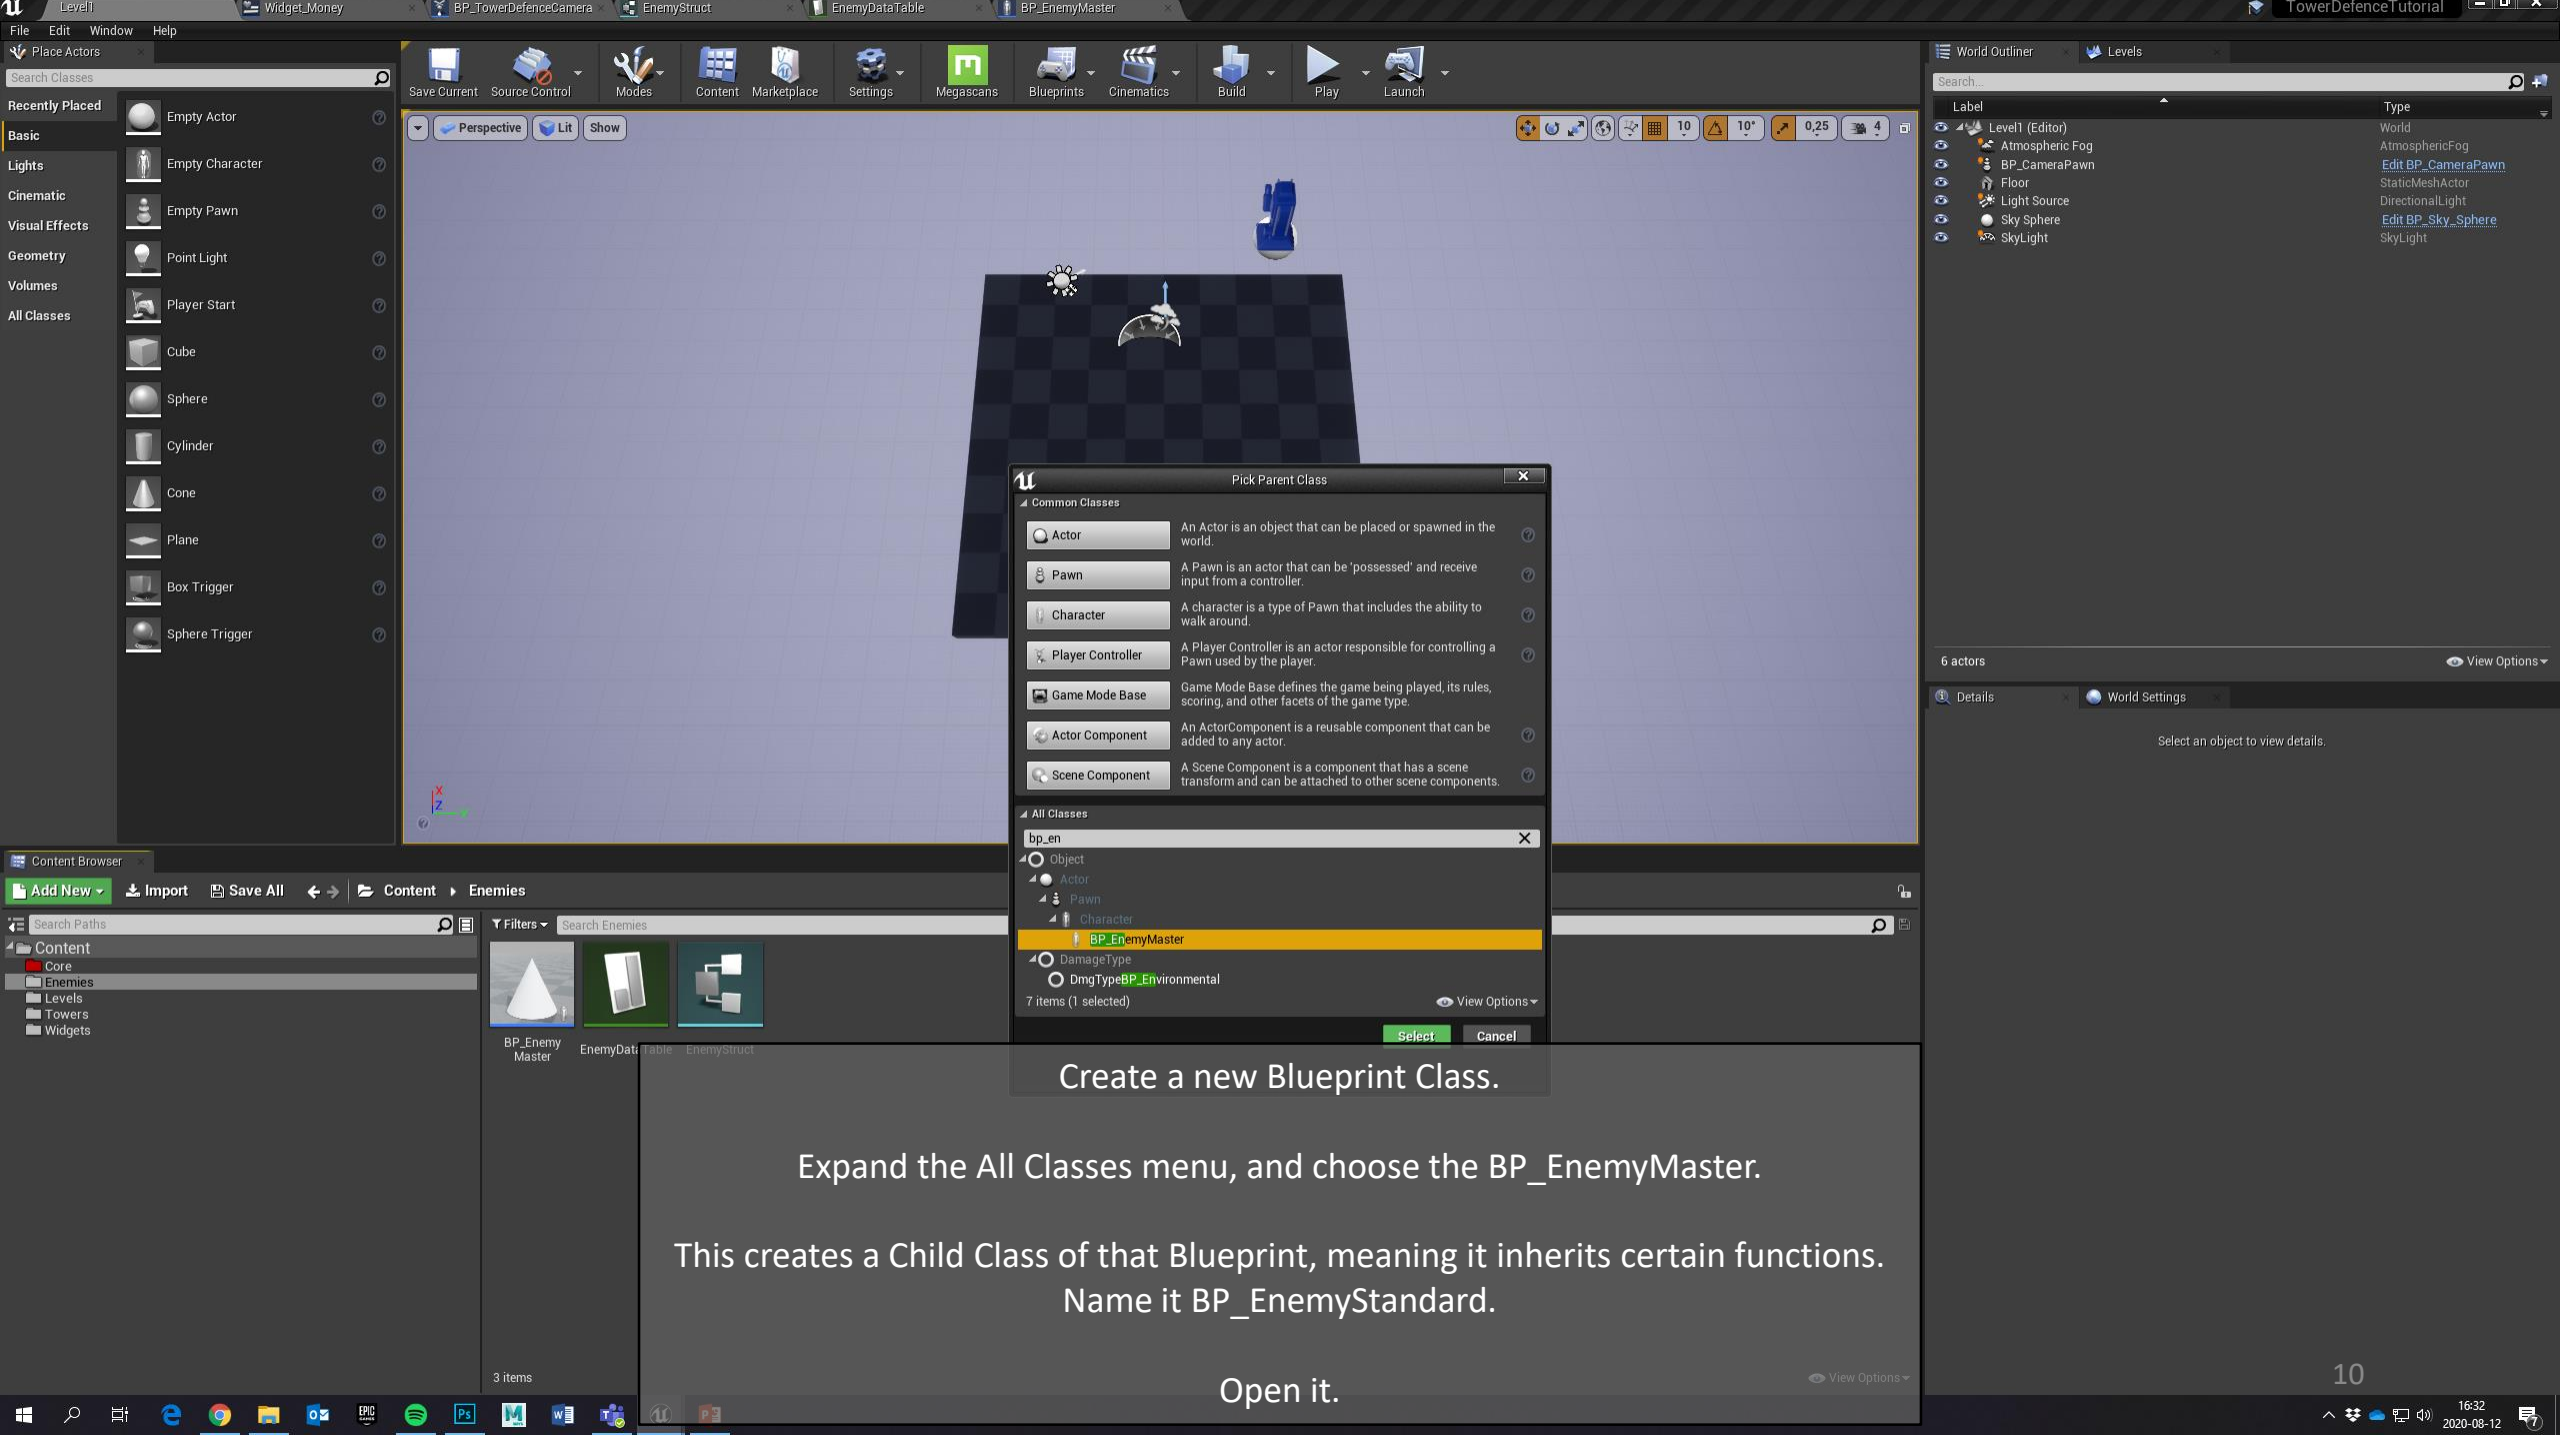 Level1
Widget_Money
BP_TowerDefenceCamera
EnemyStruct
EnemyDataTable
BP_EnemyMaster
TowerDefenceTutorial
File Edit Window Help
Place Actors
Search Classes
Recently Placed
Basic
Lights
Cinematic
Visual Effects
Geometry
Volumes
All Classes
Empty Actor
Empty Character
Empty Pawn
Point Light
Player Start
Cube
Sphere
Cylinder
Cone
Plane
Box Trigger
Sphere Trigger
Save Current
Source Control
Modes
Content
Marketplace
Settings
Megascans
Blueprints
Cinematics
Build
Play
Launch
Perspective
Lit
Show
10
10°
0,25
4
X
Z
Y
World Outliner
Levels
Search...
Label Type
Level1 (Editor) World
Atmospheric Fog AtmosphericFog
BP_CameraPawn Edit BP_CameraPawn
Floor StaticMeshActor
Light Source DirectionalLight
Sky Sphere Edit BP_Sky_Sphere
SkyLight SkyLight
6 actors
View Options
Details
World Settings
Select an object to view details.
Pick Parent Class
Common Classes
Actor
An Actor is an object that can be placed or spawned in the
world.
Pawn
A Pawn is an actor that can be 'possessed' and receive
input from a controller.
Character
A character is a type of Pawn that includes the ability to
walk around.
Player Controller
A Player Controller is an actor responsible for controlling a
Pawn used by the player.
Game Mode Base
Game Mode Base defines the game being played, its rules,
scoring, and other facets of the game type.
Actor Component
An ActorComponent is a reusable component that can be
added to any actor.
Scene Component
A Scene Component is a component that has a scene
transform and can be attached to other scene components.
All Classes
bp_en
Object
Actor
Pawn
Character
BP_EnemyMaster
DamageType
DmgTypeBP_Environmental
7 items (1 selected)
View Options
Select
Cancel
Content Browser
Add New
Import
Save All
Content
Enemies
Search Paths
Filters
Search Enemies
Content
Core
Enemies
Levels
Towers
Widgets
BP_Enemy
Master
EnemyDataTable
EnemyStruct
3 items
View Options
Create a new Blueprint Class.
Expand the All Classes menu, and choose the BP_EnemyMaster.
This creates a Child Class of that Blueprint, meaning it inherits certain functions.
Name it BP_EnemyStandard.
Open it.
10
EPIC
GAMES
Ps
M
16:32
2020-08-12
7